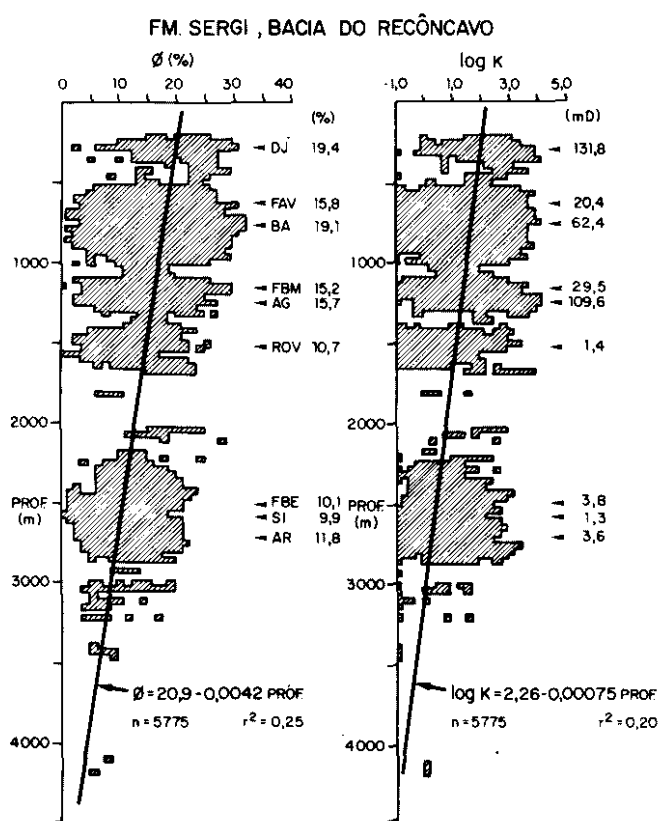 FM. SERGI , BACIA DO RECÔNCAVO
Ø (%)
0 10 20 30 40
(%)
DJ 19,4
FAV 15,8
BA 19,1
1000
FBM 15,2
AG 15,7
ROV 10,7
2000
PROF. (m)
FBE 10,1
SI 9,9
AR 11,8
3000
Ø=20,9-0,0042 PROF.
n=5775 r²=0,25
4000
log K
-1,0 1,0 3,0 5,0
(mD)
131,8
20,4
62,4
1000
29,5
109,6
1,4
2000
PROF. (m)
3,8
1,3
3,6
3000
log K=2,26-0,00075 PROF.
n=5775 r²=0,20
4000